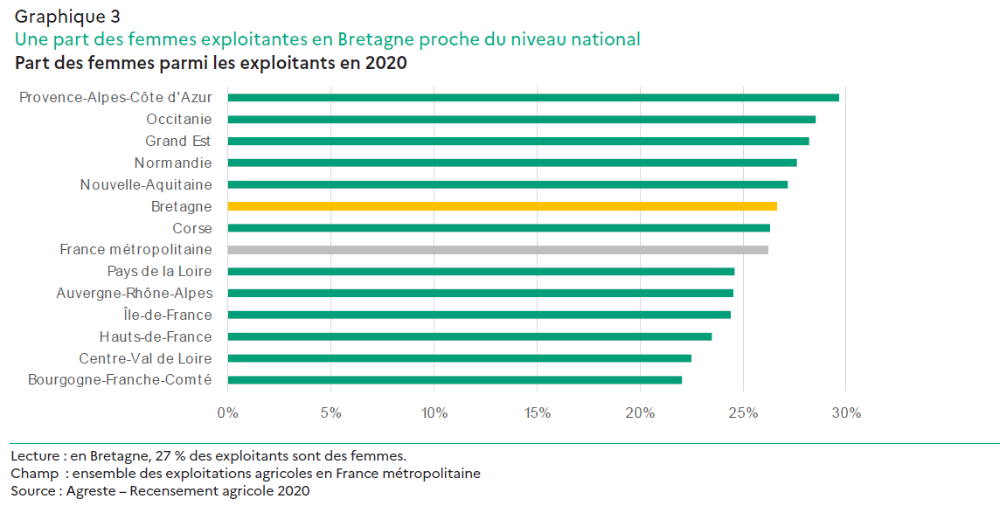 Graphique 3
Une part des femmes exploitantes en Bretagne proche du niveau national
Part des femmes parmi les exploitants en 2020
Provence-Alpes-Côte d'Azur
Occitanie
Grand Est
Normandie
Nouvelle-Aquitaine
Bretagne
Corse
France métropolitaine
Pays de la Loire
Auvergne-Rhône-Alpes
Île-de-France
Hauts-de-France
Centre-Val de Loire
Bourgogne-Franche-Comté
0% 5% 10% 15% 20% 25% 30%
Lecture : en Bretagne, 27 % des exploitants sont des femmes.
Champ : ensemble des exploitations agricoles en France métropolitaine
Source : Agreste – Recensement agricole 2020